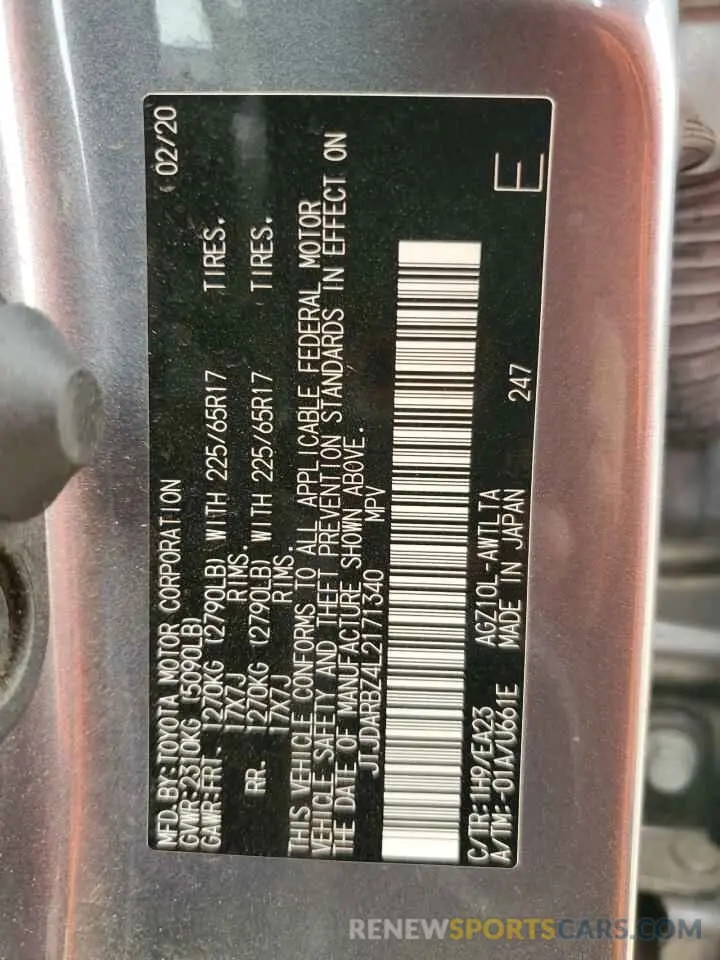 MFD.BY:TOYOTA MOTOR CORPORATION 02/20
GVWR:2310KG (5090LB)
GAWR:FRT. 1270KG (2790LB) WITH 225/65R17 TIRES.
17X7J RIMS.
RR. 1270KG (2790LB) WITH 225/65R17 TIRES.
17X7J RIMS.
THIS VEHICLE CONFORMS TO ALL APPLICABLE FEDERAL MOTOR
VEHICLE SAFETY AND THEFT PREVENTION STANDARDS IN EFFECT ON
THE DATE OF MANUFACTURE SHOWN ABOVE.
JTJDARBZ4L2171340 MPV
C/TR:1H9/EA23 AGZ10L-AWTLTA 247 E
A/TM:-01A/U661E MADE IN JAPAN
RENEWSPORTSCARS.COM